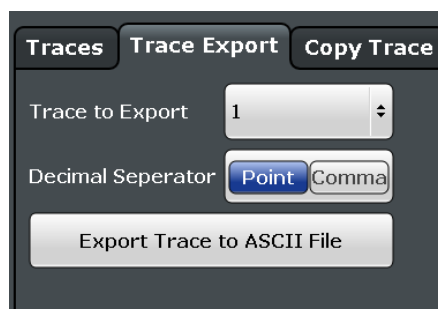 Traces Trace Export Copy Trace
Trace to Export 1
Decimal Seperator Point Comma
Export Trace to ASCII File